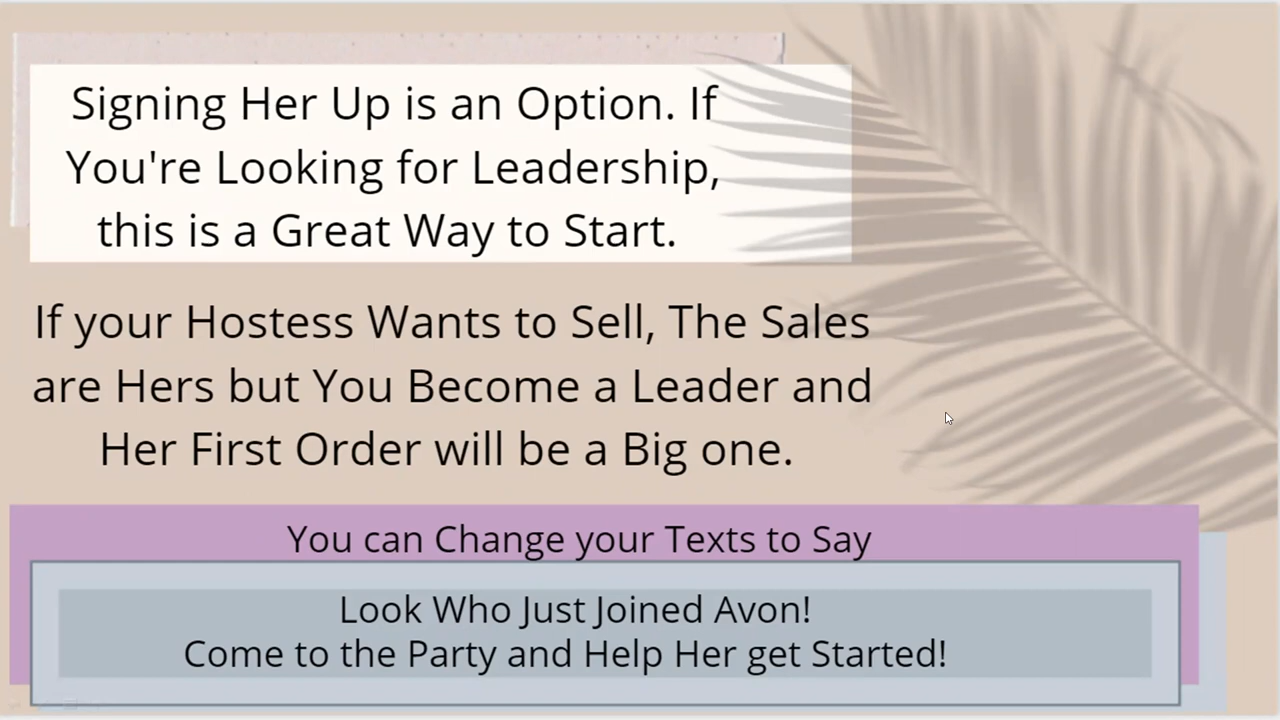 Signing Her Up is an Option. If
You're Looking for Leadership,
this is a Great Way to Start.
If your Hostess Wants to Sell, The Sales
are Hers but You Become a Leader and
Her First Order will be a Big one.
You can Change your Texts to Say
Look Who Just Joined Avon!
Come to the Party and Help Her get Started!